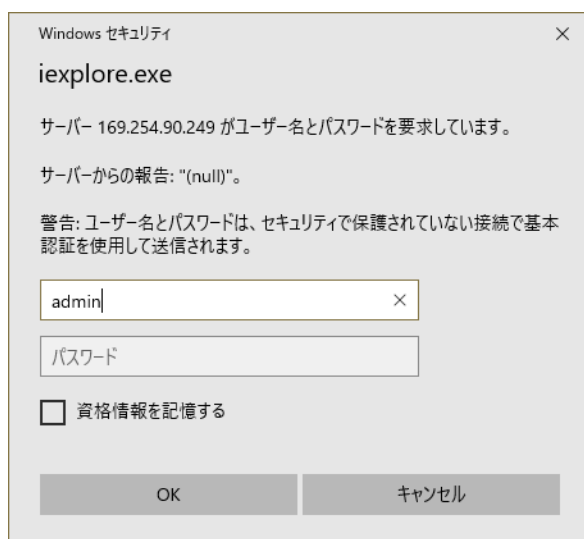 Windows セキュリティ
iexplore.exe
サーバー 169.254.90.249 がユーザー名とパスワードを要求しています。
サーバーからの報告: "(null)"。
警告: ユーザー名とパスワードは、セキュリティで保護されていない接続で基本
認証を使用して送信されます。
admin
パスワード
資格情報を記憶する
OK キャンセル